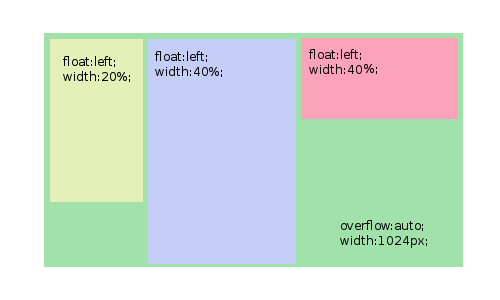 float:left;
width:20%;
float:left;
width:40%;
float:left;
width:40%;
overflow:auto;
width:1024px;